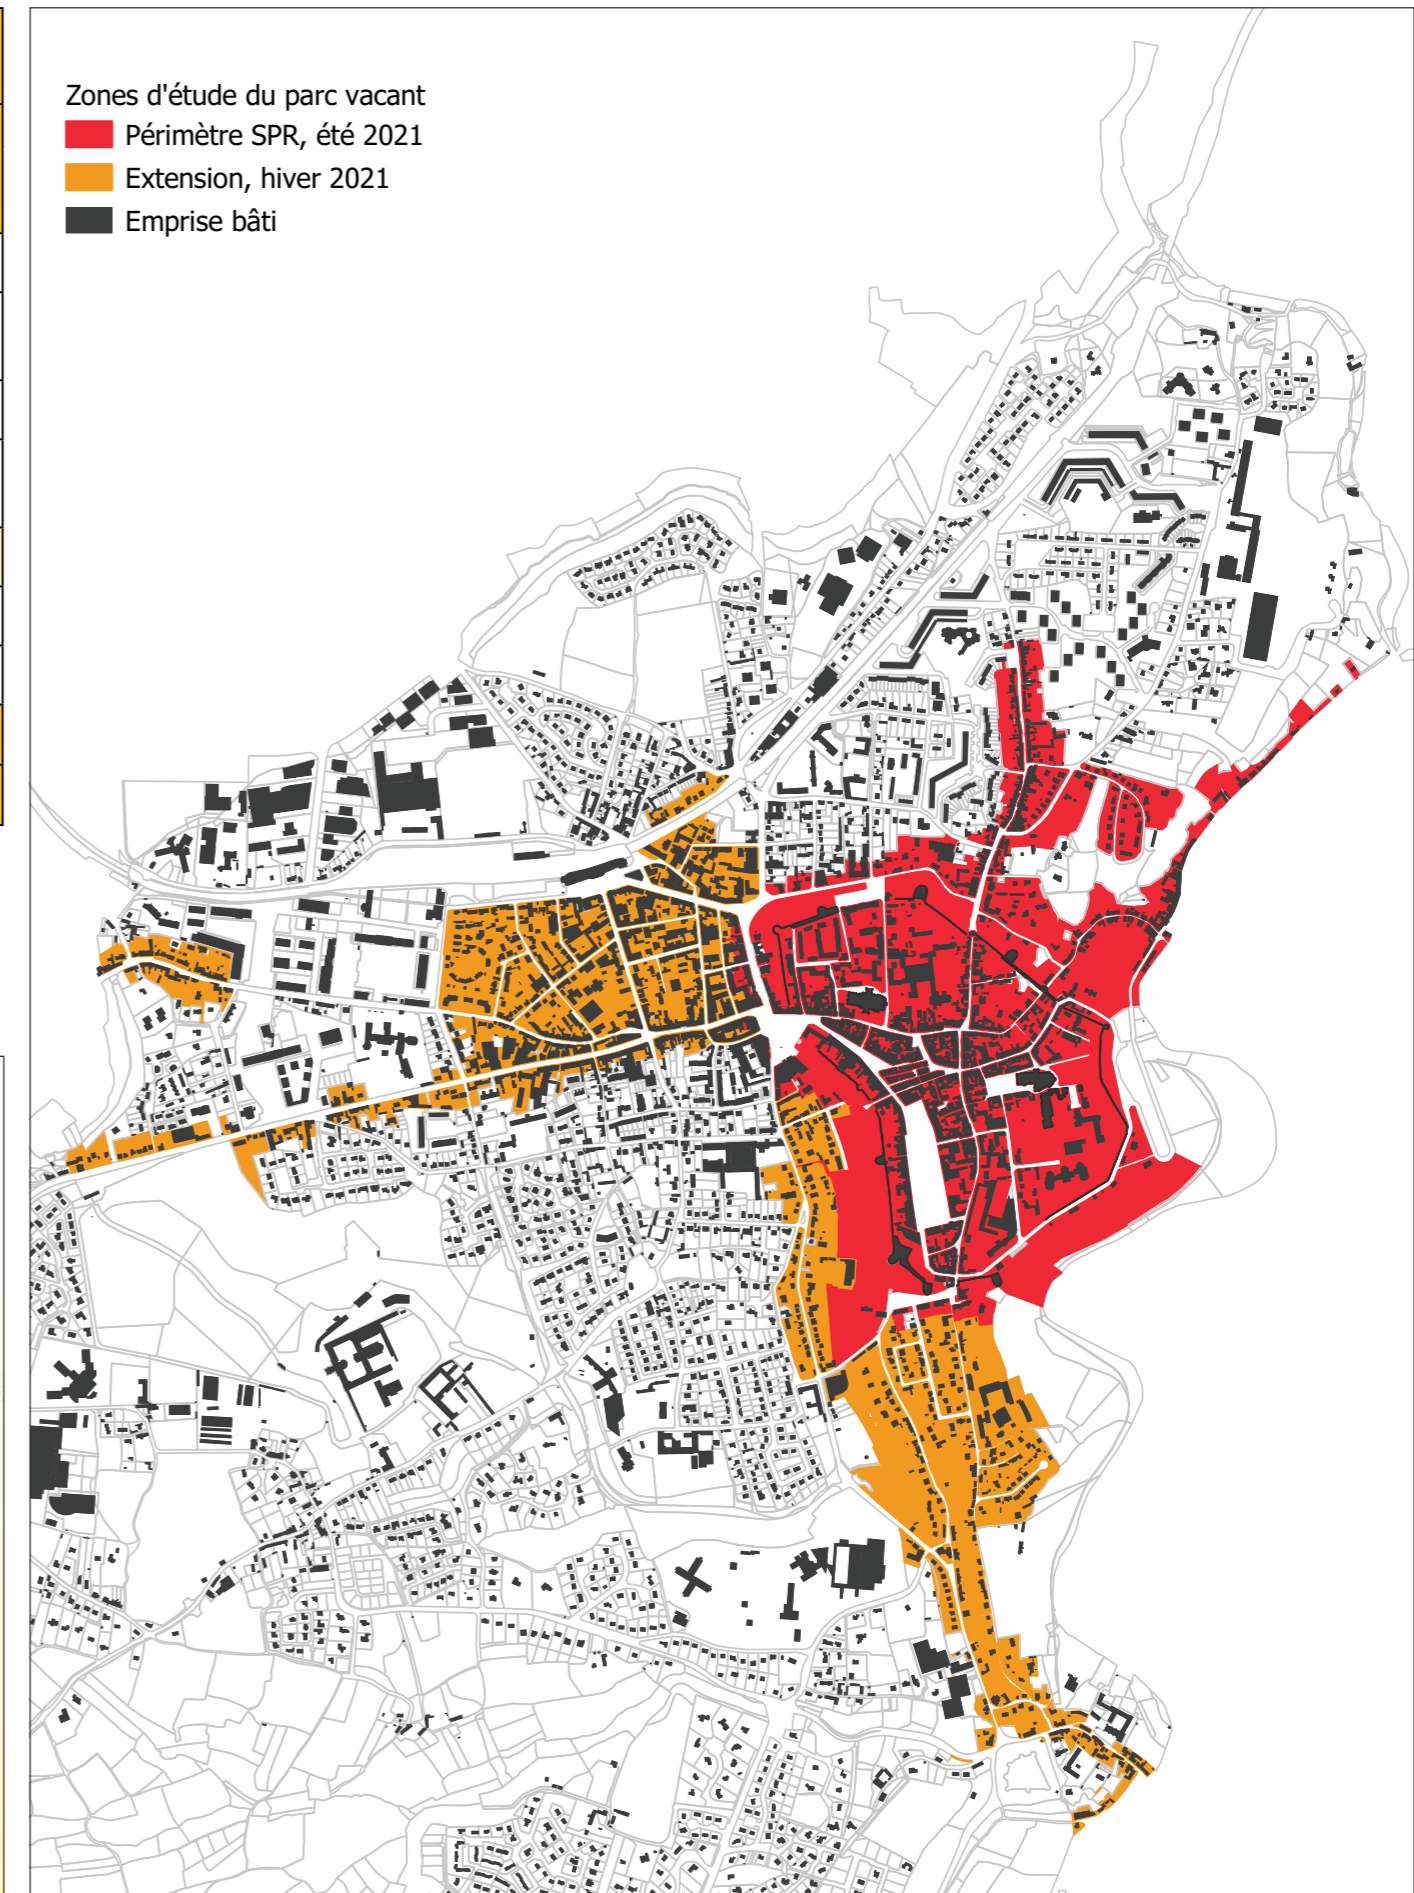 Zones d'étude du parc vacant
Périmètre SPR, été 2021
Extension, hiver 2021
Emprise bâti